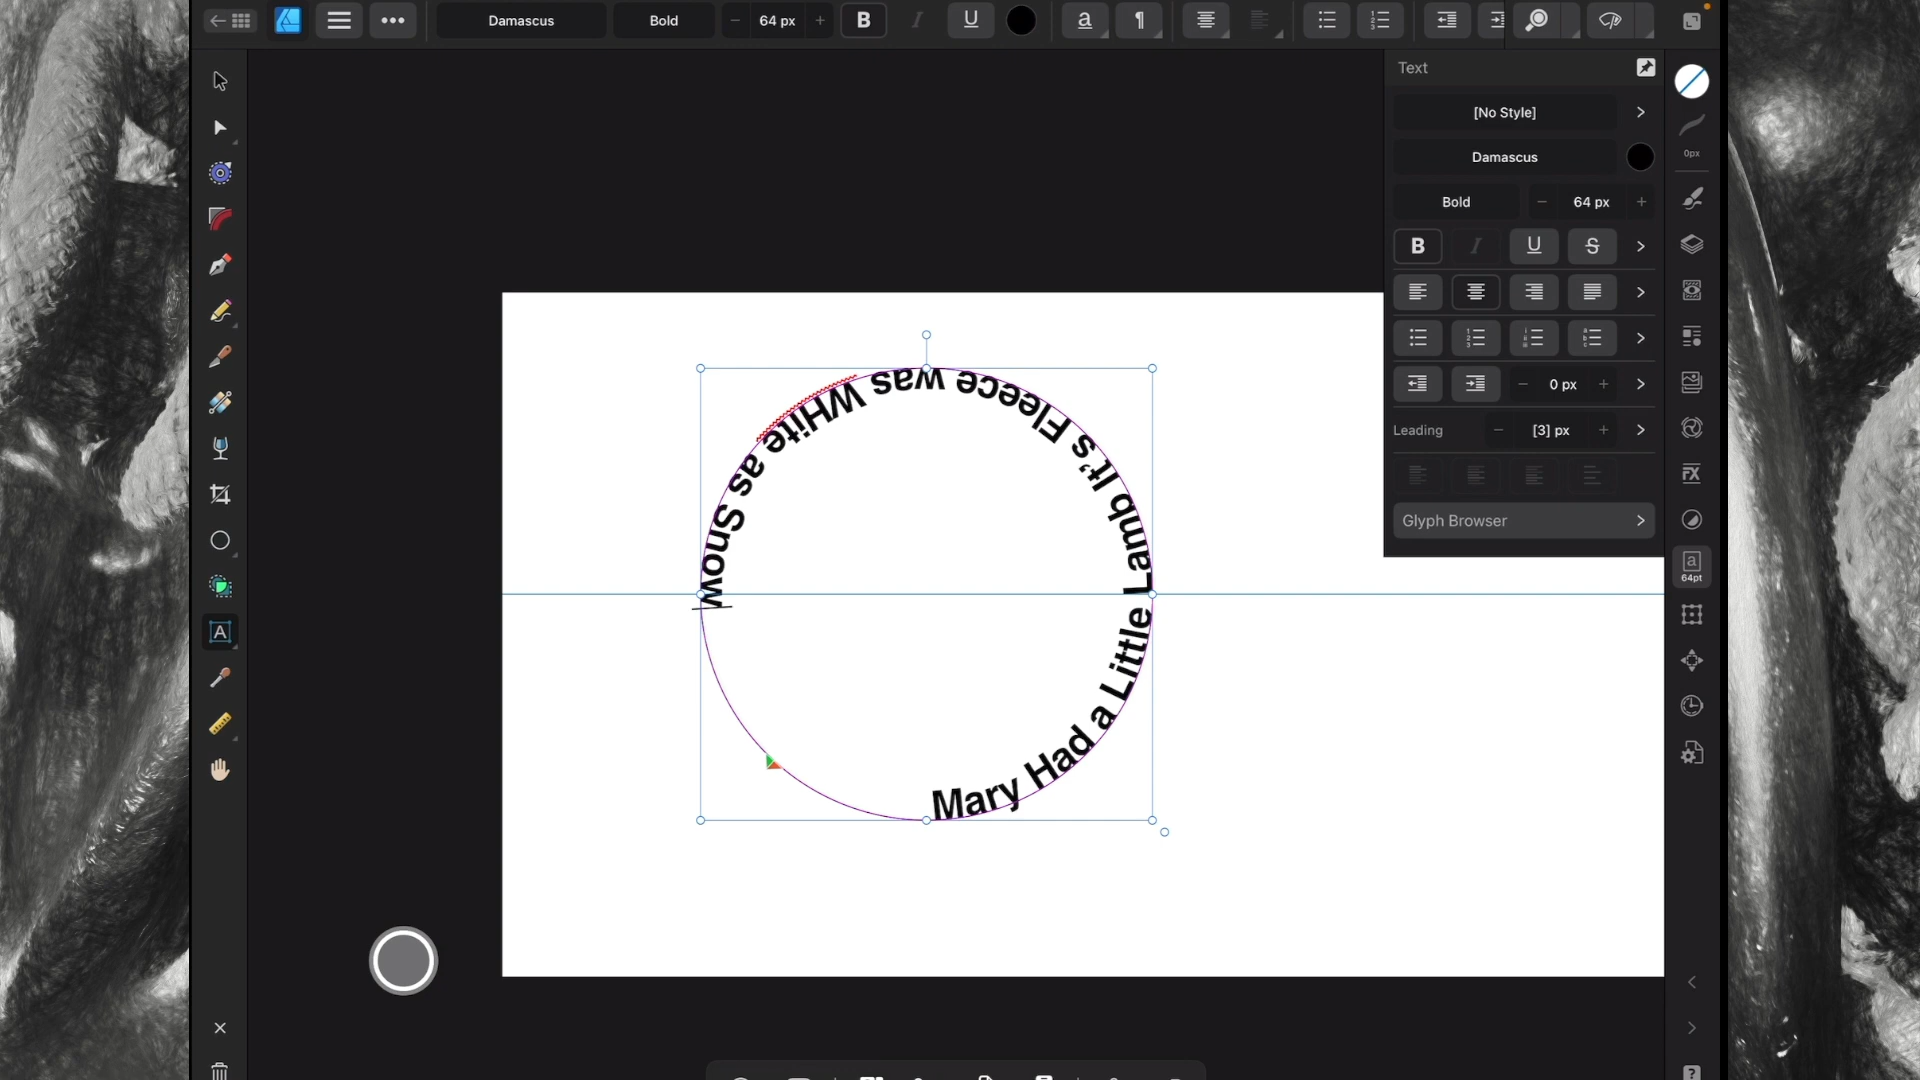 Damascus
Bold
64 px
B
I
U
a
¶
Text
[No Style]
Damascus
Bold
64 px
B
I
U
S
0 px
Leading
[3] px
Glyph Browser
0px
FX
a
64pt
A
?
Mary Had a Little Lamb It’s Fleece was WHite as Snow